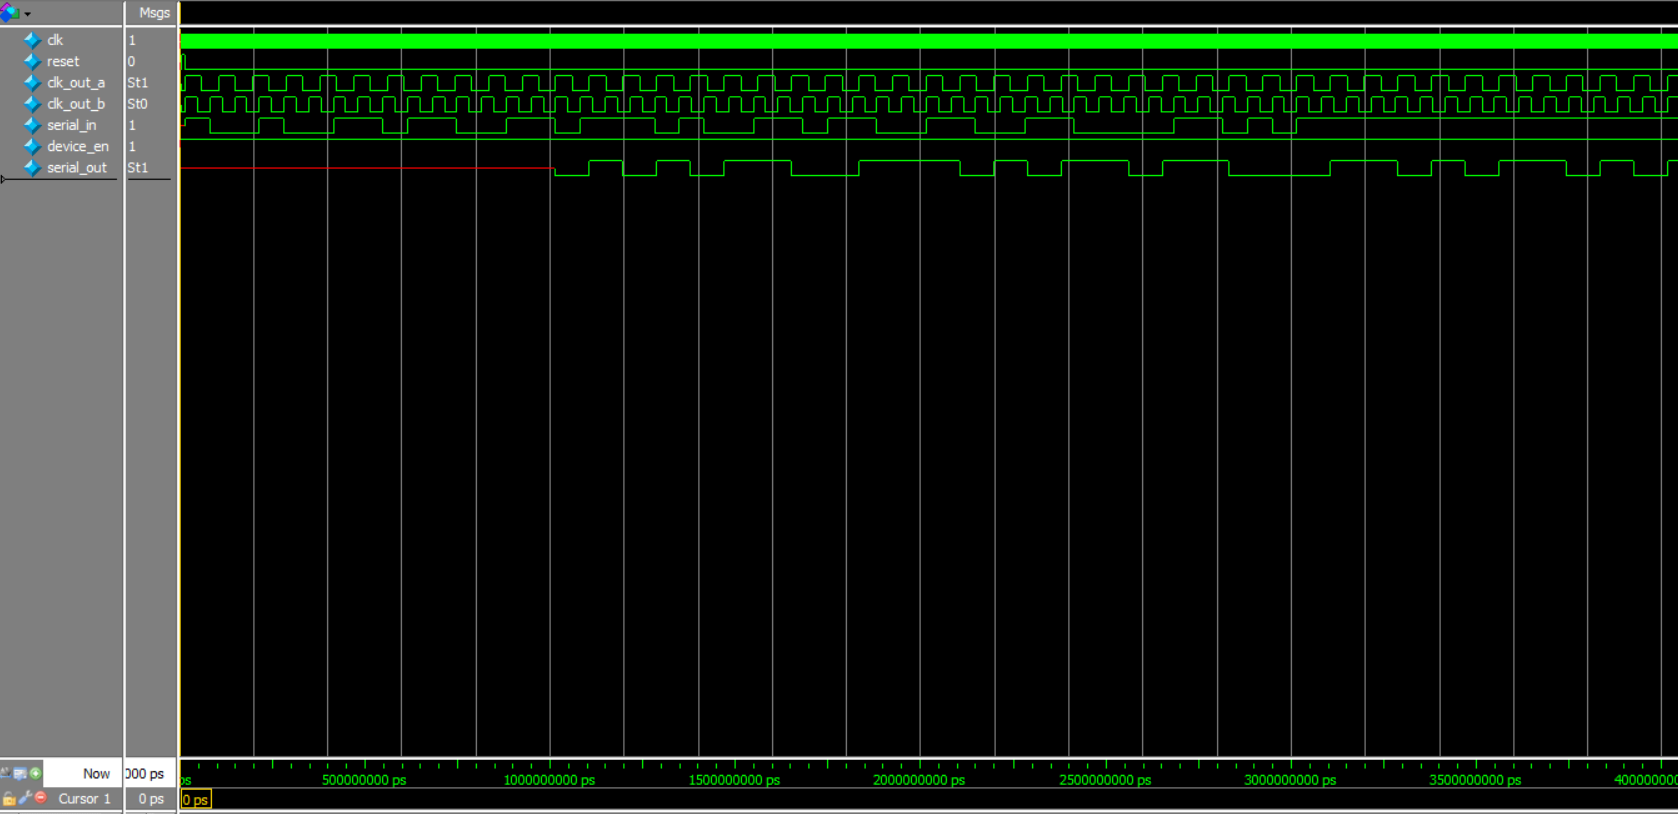 Msgs
clk 1
reset 0
clk_out_a St1
clk_out_b St0
serial_in 1
device_en 1
serial_out St1
Now 000 ps ps 500000000 ps 1000000000 ps 1500000000 ps 2000000000 ps 2500000000 ps 3000000000 ps 3500000000 ps 400000000
Cursor 1 0 ps 0 ps